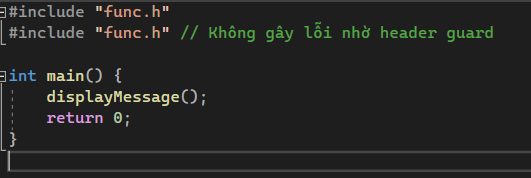 #include "func.h"
#include "func.h" // Không gây lỗi nhờ header guard
int main() {
displayMessage();
return 0;
}